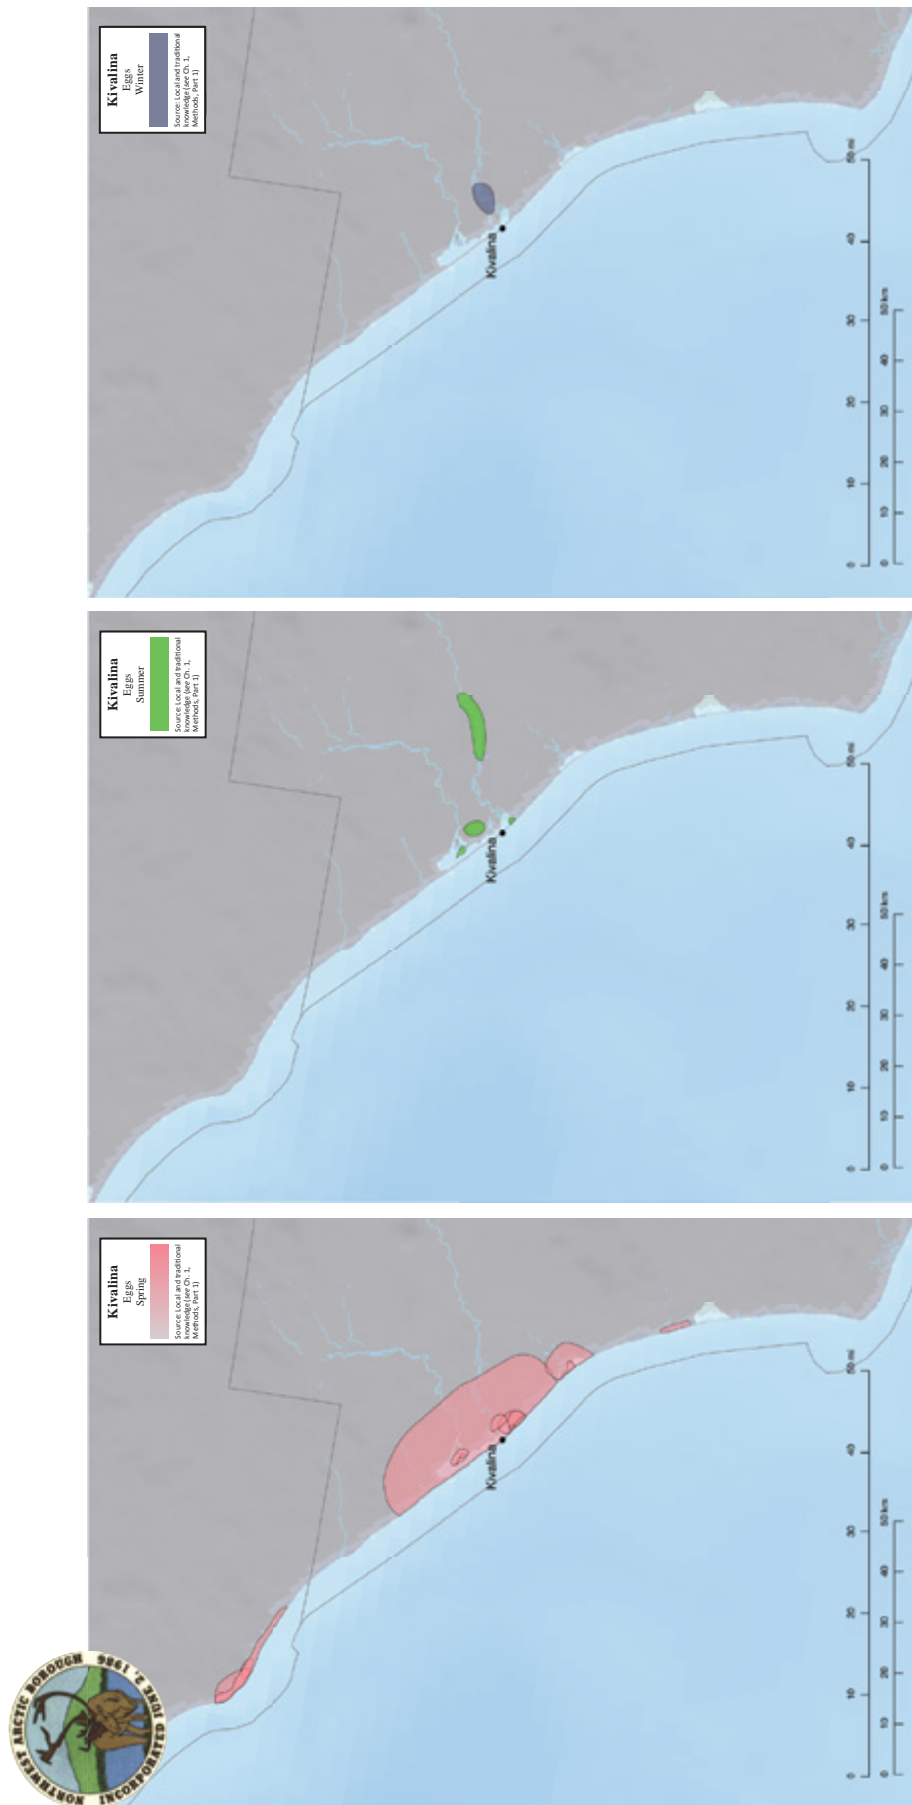 Kivalina
Eggs
Winter
Source: Local and traditional
knowledge (see Ch. 1,
Methods, Part 1)
Kivalina
0 10 20 30 40 50 mi
0 10 20 30 40 50 km
Kivalina
Eggs
Summer
Source: Local and traditional
knowledge (see Ch. 1,
Methods, Part 1)
Kivalina
0 10 20 30 40 50 mi
0 10 20 30 40 50 km
Kivalina
Eggs
Spring
Source: Local and traditional
knowledge (see Ch. 1,
Methods, Part 1)
Kivalina
0 10 20 30 40 50 mi
0 10 20 30 40 50 km
NORTHWEST ARCTIC BOROUGH
INCORPORATED JUNE 2, 1986